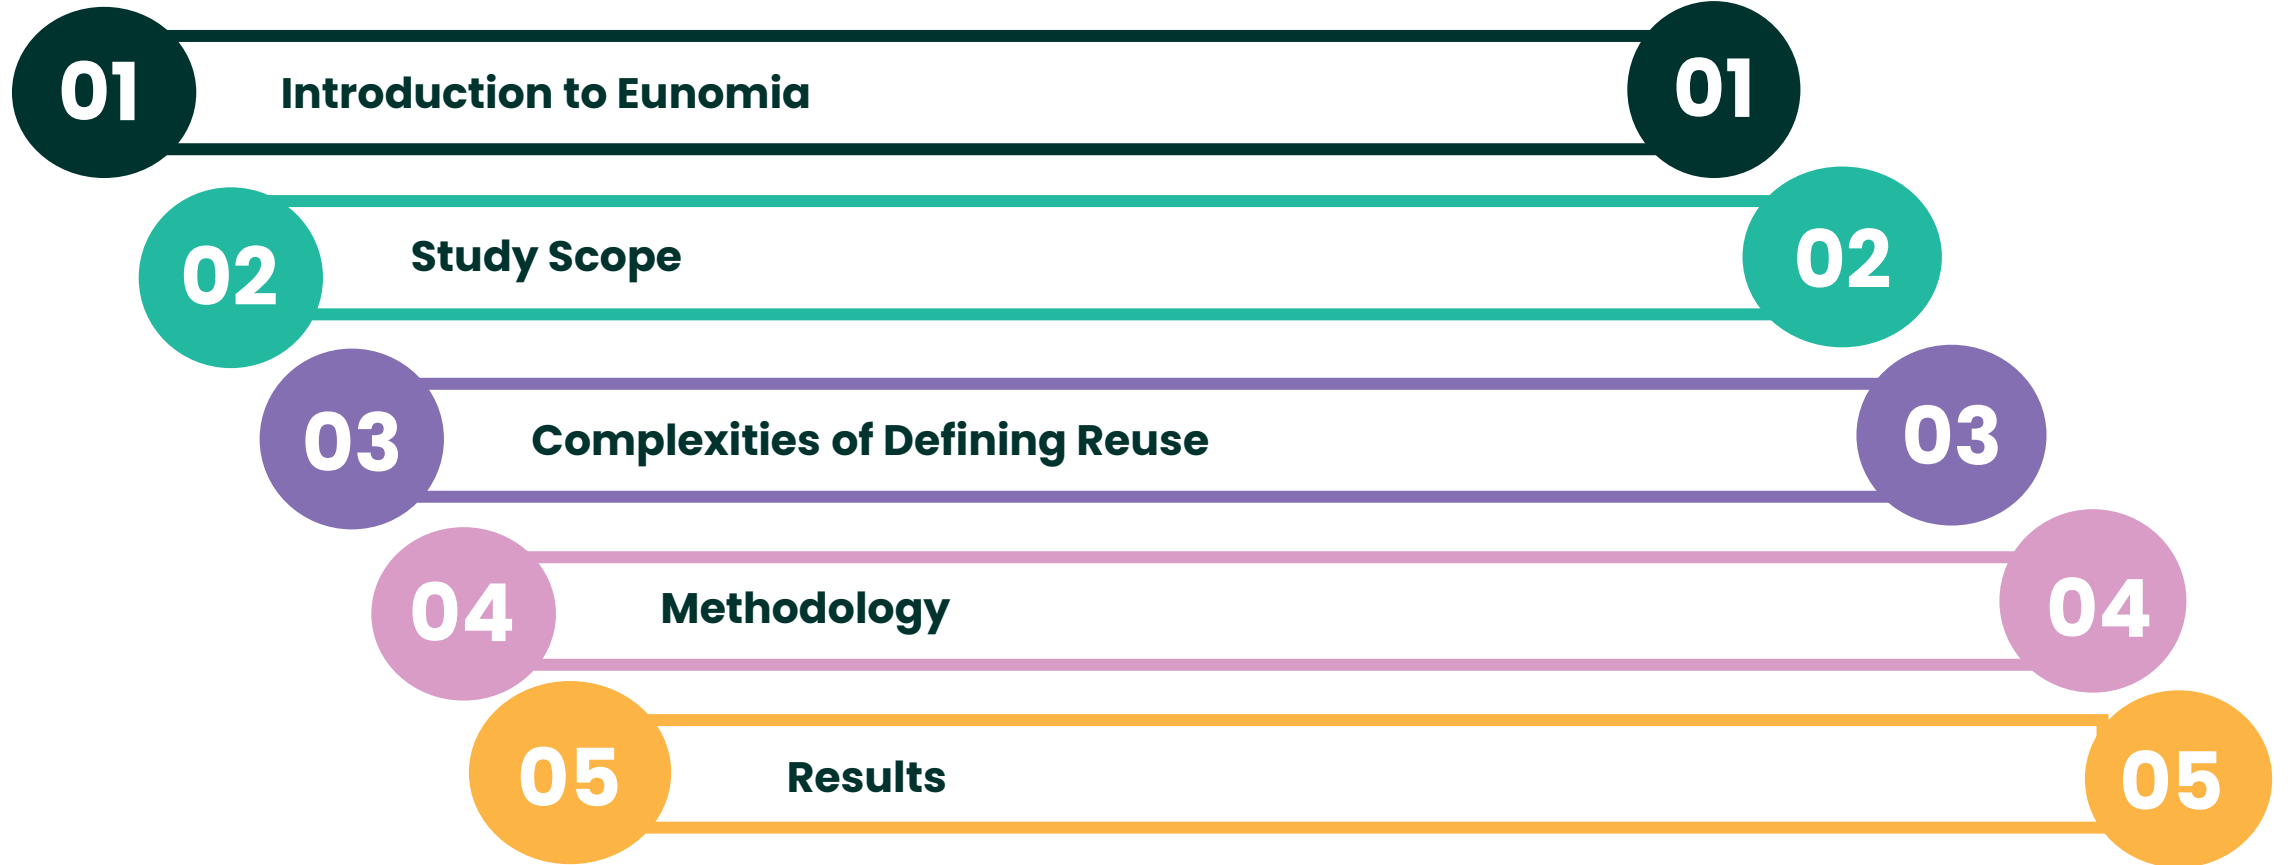 01 Introduction to Eunomia 01
02 Study Scope 02
03 Complexities of Defining Reuse 03
04 Methodology 04
05 Results 05